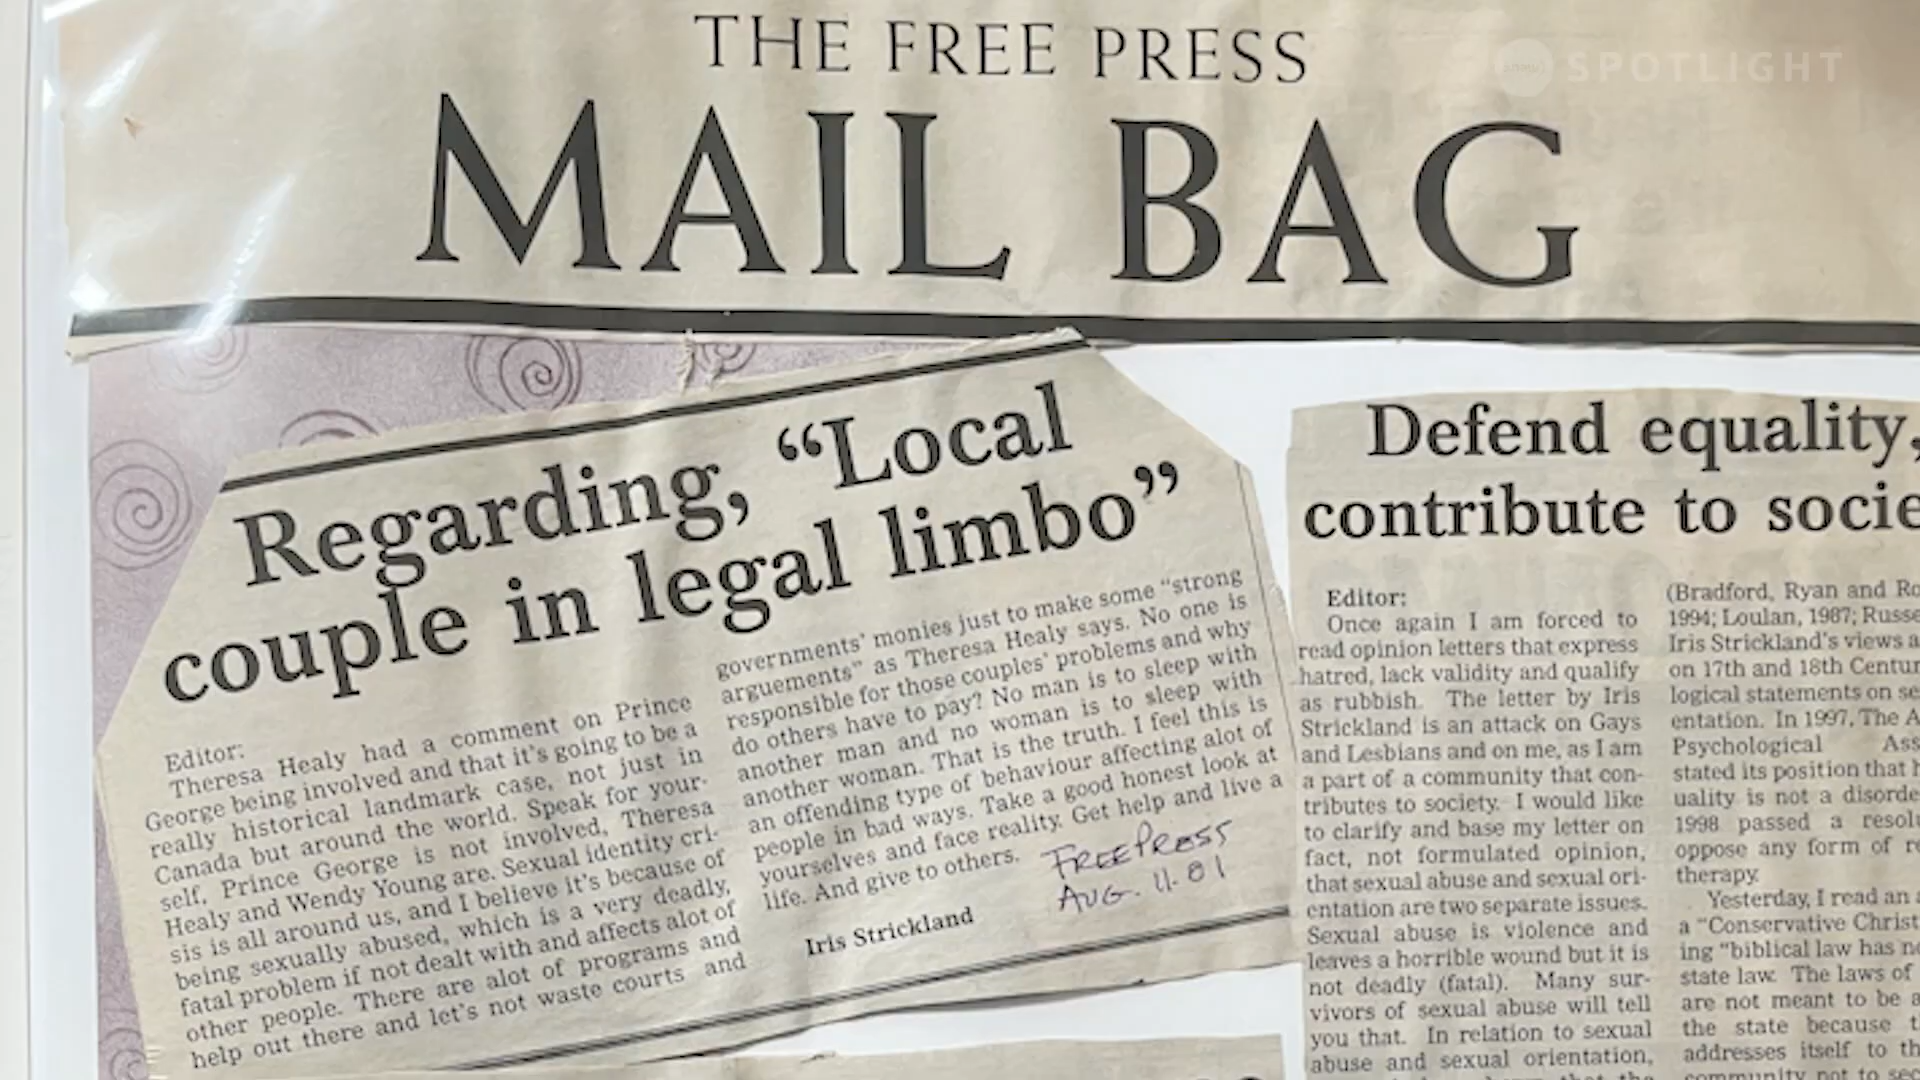 THE FREE PRESS
SPOTLIGHT
MAIL BAG
Regarding, “Local
couple in legal limbo”
Editor:
Theresa Healy had a comment on Prince
George being involved and that it's going to be a
really historical landmark case, not just in
Canada but around the world. Speak for your-
self, Prince George is not involved, Theresa
Healy and Wendy Young are. Sexual identity cri-
sis is all around us, and I believe it's because of
being sexually abused, which is a very deadly,
fatal problem if not dealt with and affects alot of
other people. There are alot of programs and
help out there and let's not waste courts and
governments' monies just to make some “strong
arguements” as Theresa Healy says. No one is
responsible for those couples' problems and why
do others have to pay? No man is to sleep with
another man and no woman is to sleep with
another woman. That is the truth. I feel this is
an offending type of behaviour affecting alot of
people in bad ways. Take a good honest look at
yourselves and face reality. Get help and live a
life. And give to others.
Iris Strickland
FREE PRESS
AUG. 11-01
Defend equality,
contribute to socie
Editor:
Once again I am forced to
read opinion letters that express
hatred, lack validity and qualify
as rubbish. The letter by Iris
Strickland is an attack on Gays
and Lesbians and on me, as I am
a part of a community that con-
tributes to society. I would like
to clarify and base my letter on
fact, not formulated opinion,
that sexual abuse and sexual ori-
entation are two separate issues.
Sexual abuse is violence and
leaves a horrible wound but it is
not deadly (fatal). Many sur-
vivors of sexual abuse will tell
you that. In relation to sexual
abuse and sexual orientation,
(Bradford, Ryan and Ro
1994; Loulan, 1987; Russe
Iris Strickland's views a
on 17th and 18th Centur
logical statements on se
entation. In 1997, The A
Psychological Ass
stated its position that h
uality is not a disorde
1998 passed a resolu
oppose any form of re
therapy.
Yesterday, I read an a
a “Conservative Christ
ing “biblical law has no
state law. The laws of
are not meant to be a
the state because t
addresses itself to th
community not to sec